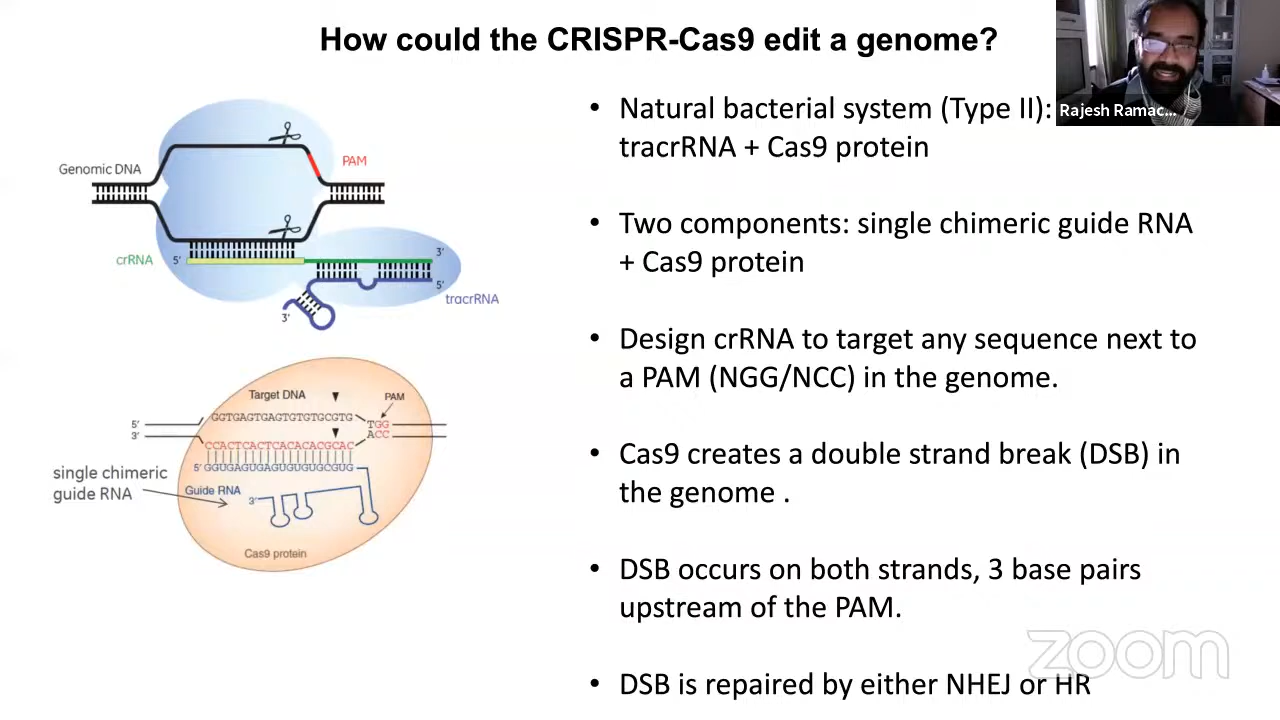 How could the CRISPR-Cas9 edit a genome?
Rajesh Ramac...
Genomic DNA
PAM
crRNA
5'
3'
5'
tracrRNA
3'
Target DNA
PAM
5'
3'
GGTGAGTGAGTGTGTGCGTG
TGG
ACC
CCACTCACTCACACACGCAC
5' GGUGAGUGAGUGUGUGCGUG
single chimeric
guide RNA
Guide RNA
3'
Cas9 protein
• Natural bacterial system (Type II):
tracrRNA + Cas9 protein
• Two components: single chimeric guide RNA
+ Cas9 protein
• Design crRNA to target any sequence next to
a PAM (NGG/NCC) in the genome.
• Cas9 creates a double strand break (DSB) in
the genome .
• DSB occurs on both strands, 3 base pairs
upstream of the PAM.
• DSB is repaired by either NHEJ or HR
zoom